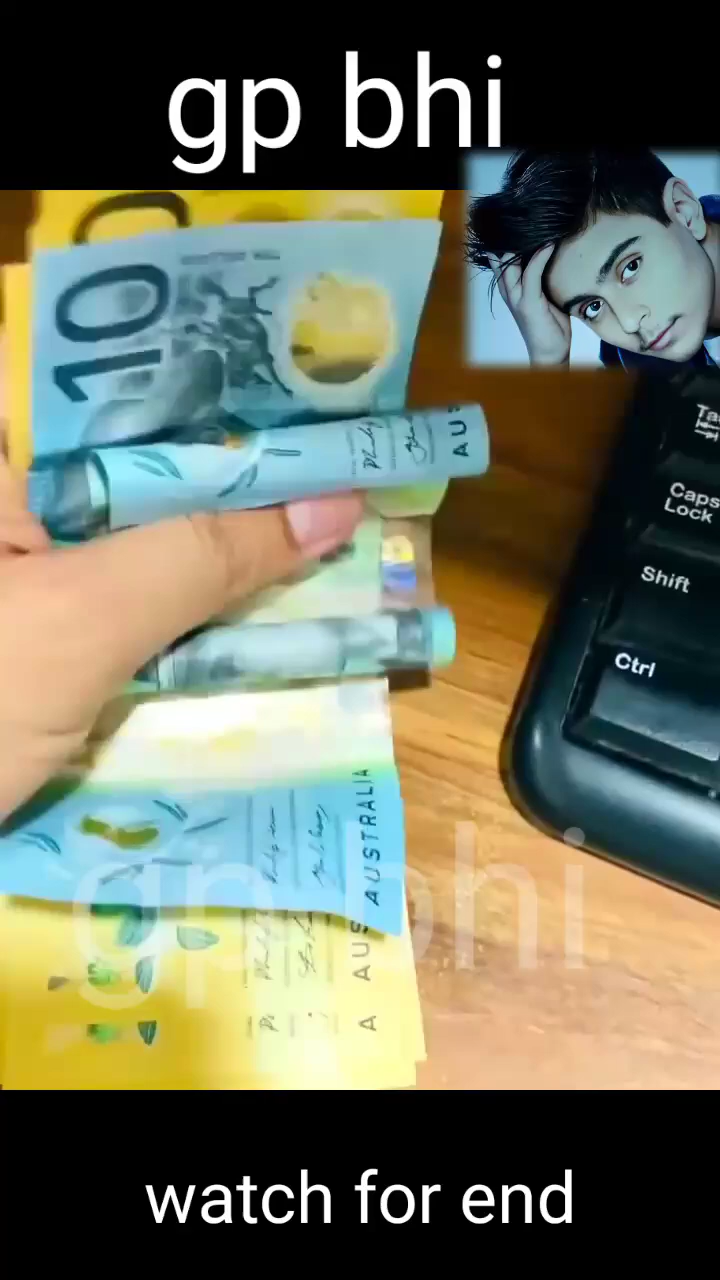 gp bhi
10
AUS
Tab
Caps
Lock
Shift
Ctrl
AUSTRALIA
gp bhi
AUS
A
watch for end